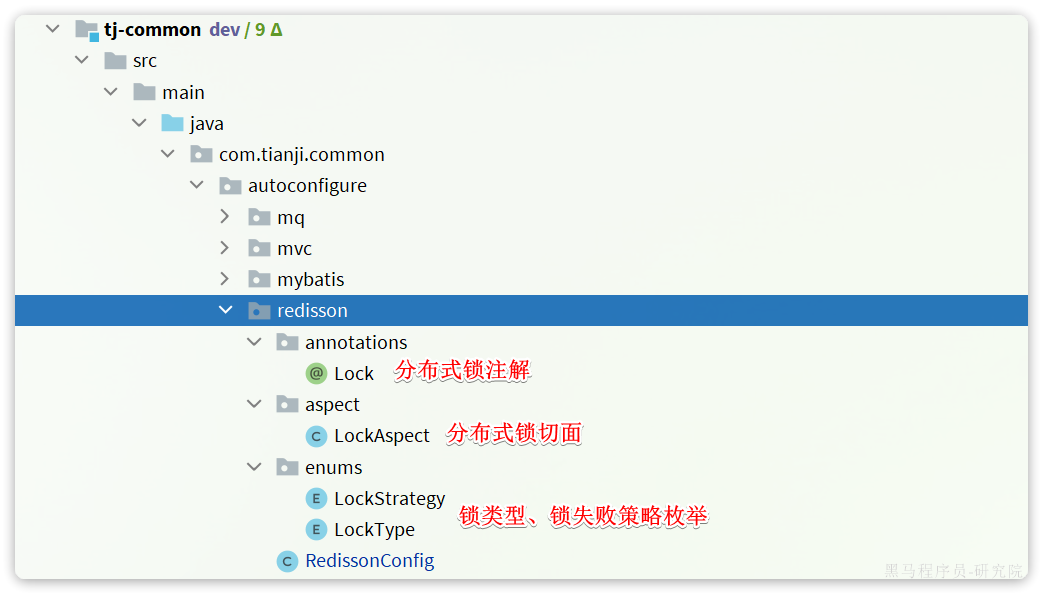 tj-common dev / 9 Δ
src
main
java
com.tianji.common
autoconfigure
mq
mvc
mybatis
redisson
annotations
@ Lock 分布式锁注解
aspect
C LockAspect 分布式锁切面
enums
E LockStrategy
锁类型、锁失败策略枚举
E LockType
C RedissonConfig
黑马程序员-研究院